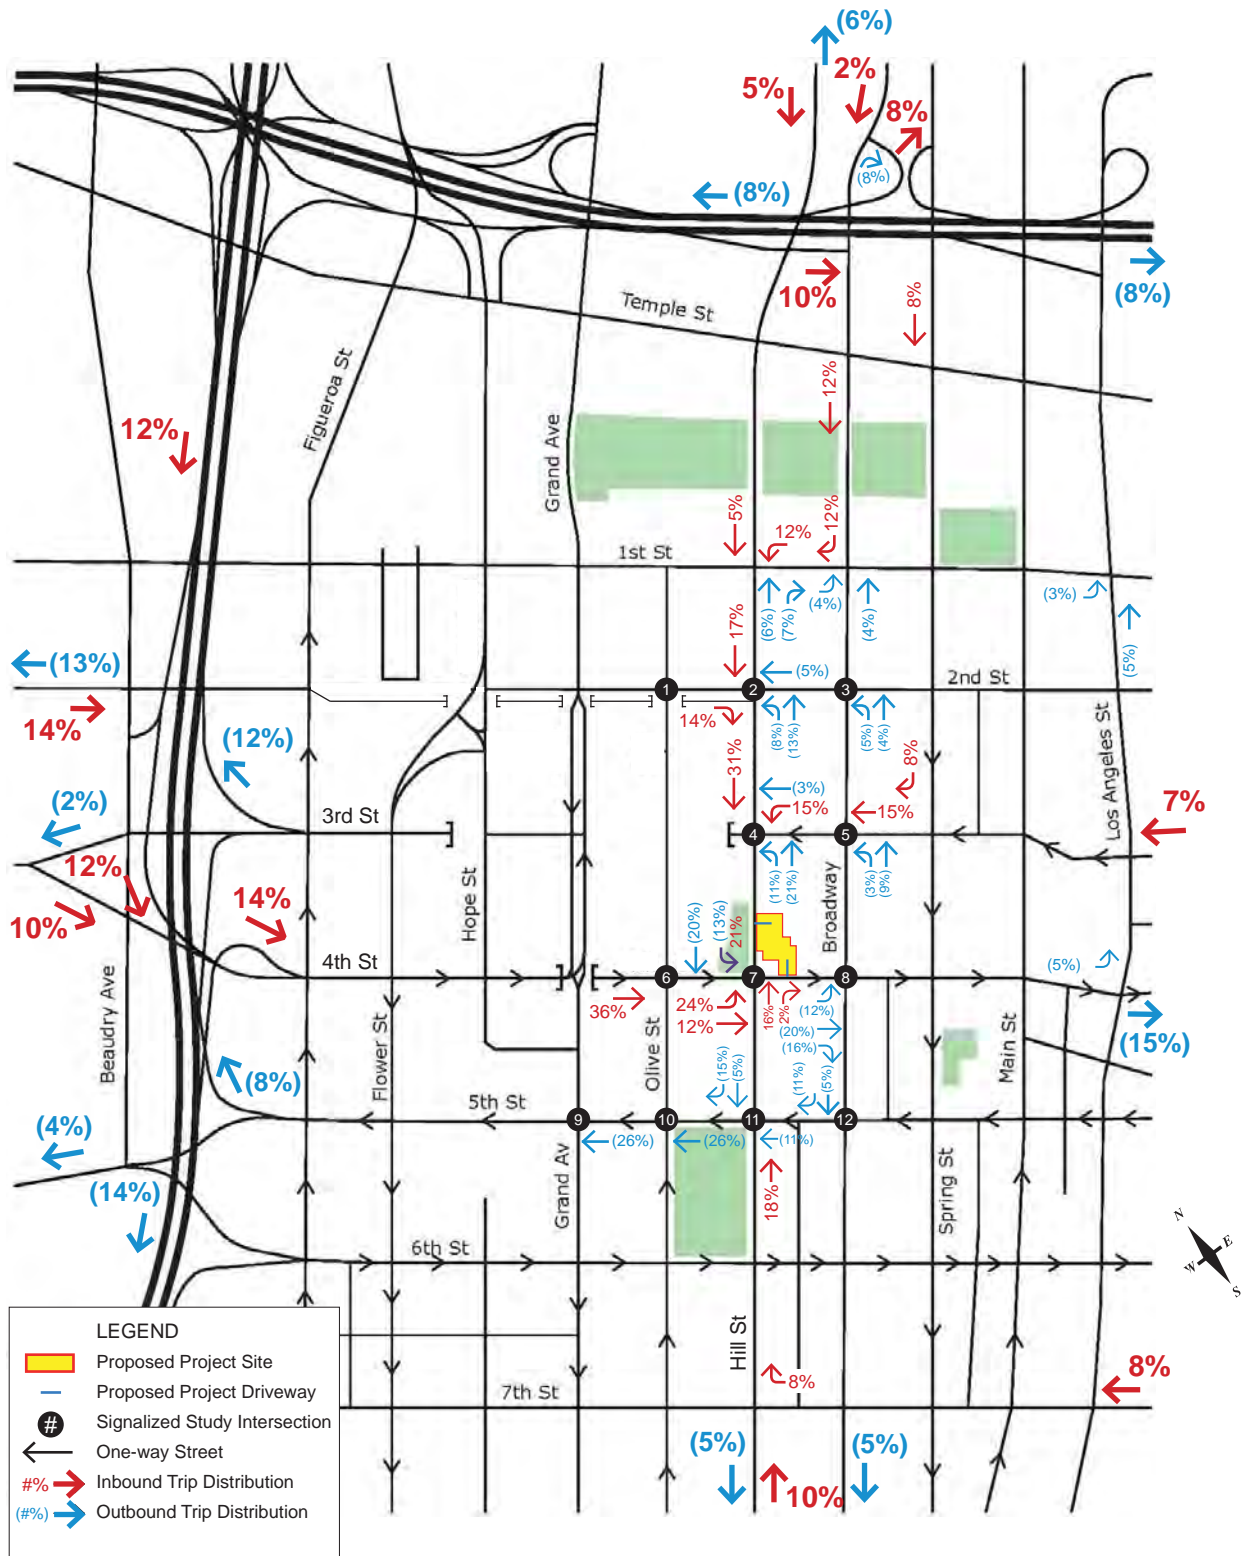 (6%)
2%
5%
8%
(8%)
(8%)
10%
(8%)
Temple St
8%
Figueroa St
12%
12%
Grand Ave
5%
12%
12%
1st St
(3%)
(4%)
(6%)
(7%)
(4%)
17%
(5%)
(13%)
(5%)
2nd St
1
2
3
14%
14%
(8%)
(13%)
(5%)
(4%)
Los Angeles St
(12%)
31%
8%
(2%)
(3%)
15%
15%
7%
3rd St
4
5
12%
(11%)
(21%)
(3%)
(9%)
14%
10%
Hope St
(20%)
(13%)
21%
Broadway
4th St
(5%)
6
7
8
36%
24%
12%
16%
2%
(12%)
(20%)
(16%)
(15%)
Beaudry Ave
Flower St
Olive St
Main St
(8%)
(15%)
(5%)
(11%)
(5%)
5th St
9
10
11
12
(4%)
(26%)
(26%)
(11%)
(14%)
18%
Grand Av
Spring St
6th St
N
E
W
S
LEGEND
Proposed Project Site
Proposed Project Driveway
# Signalized Study Intersection
One-way Street
#% Inbound Trip Distribution
(#%) Outbound Trip Distribution
Hill St
7th St
8%
8%
(5%)
(5%)
10%